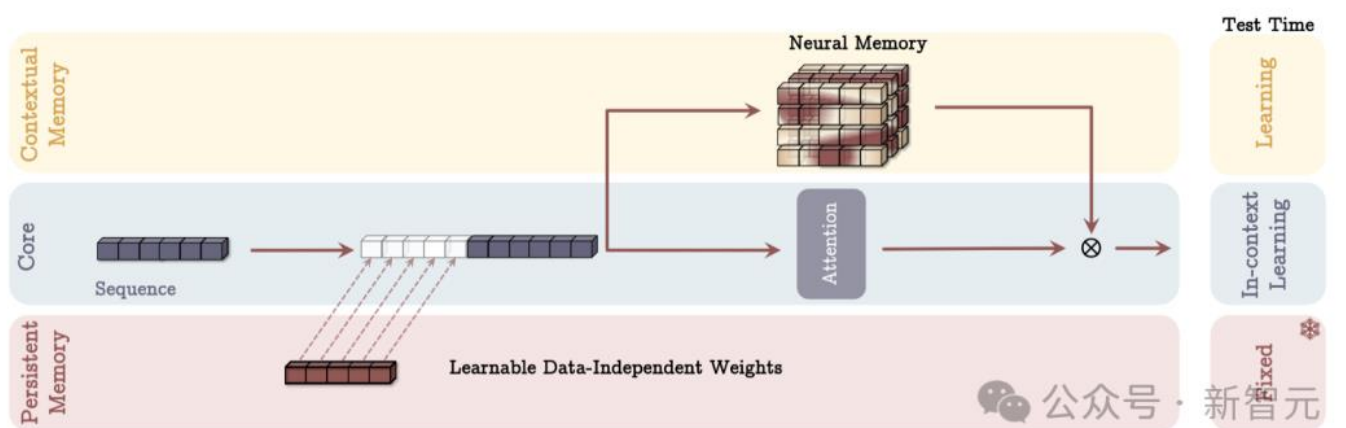 Test Time
Contextual
Memory
Neural Memory
Learning
Core
Sequence
Attention
In-context
Learning
Persistent
Memory
Learnable Data-Independent Weights
Fixed
公众号 · 新智元